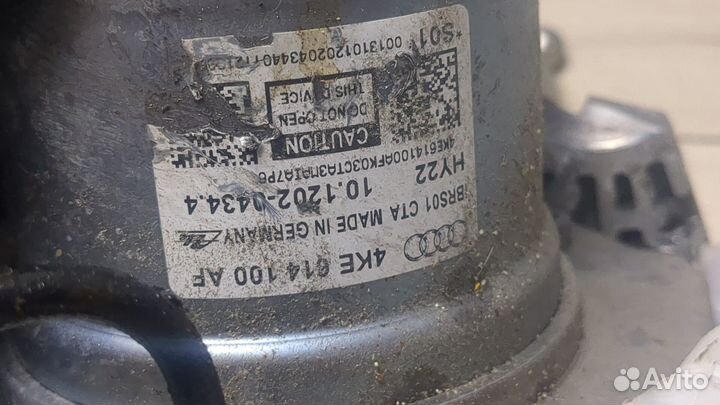 4KE 614 100 AF
BRS01 CTA MADE IN GERMANY
10.1202-0434.4
HY22
CAUTION
DO NOT OPEN
THIS DEVICE
*S01*
Avito